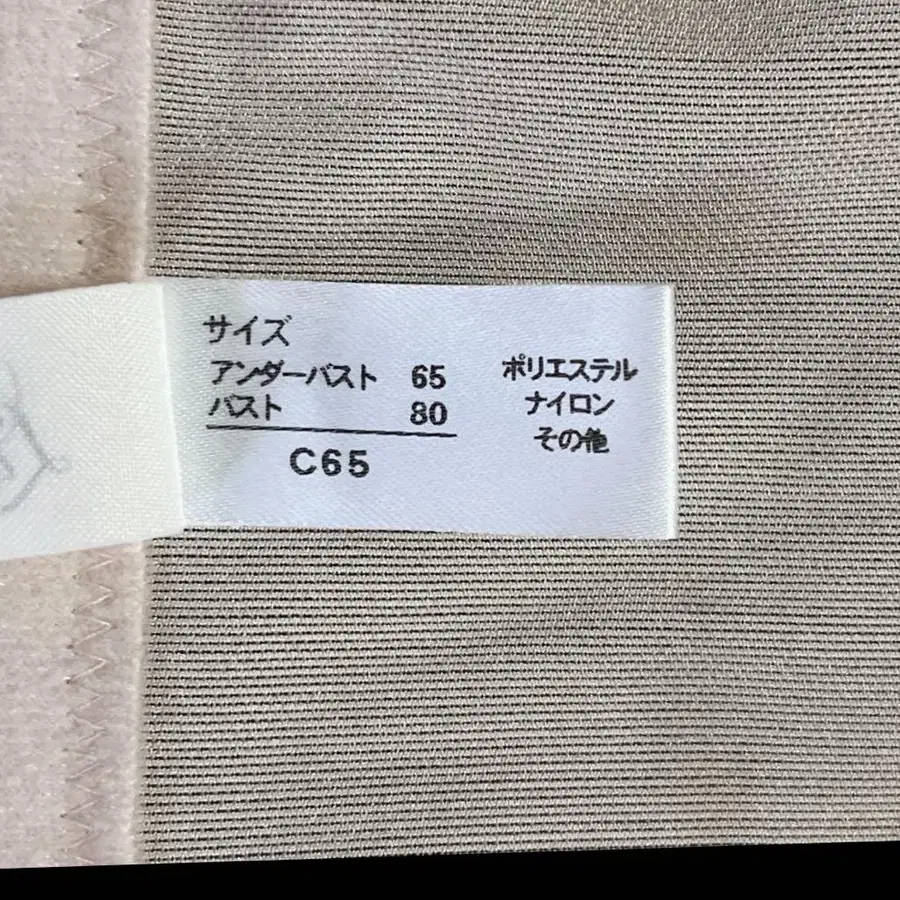 サイズ
アンダーバスト 65
バスト 80
C65
ポリエステル
ナイロン
その他